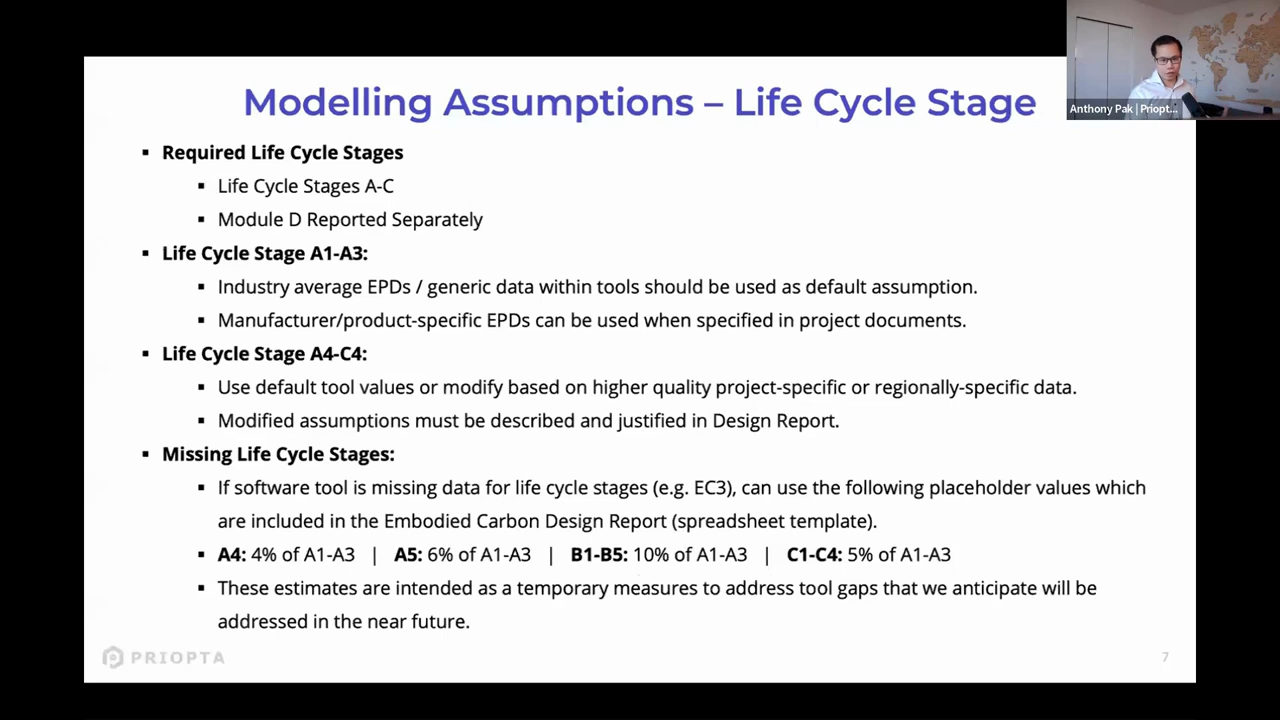 Modelling Assumptions – Life Cycle Stage
Anthony Pak | Priopt...
▪ Required Life Cycle Stages
▪ Life Cycle Stages A-C
▪ Module D Reported Separately
▪ Life Cycle Stage A1-A3:
▪ Industry average EPDs / generic data within tools should be used as default assumption.
▪ Manufacturer/product-specific EPDs can be used when specified in project documents.
▪ Life Cycle Stage A4-C4:
▪ Use default tool values or modify based on higher quality project-specific or regionally-specific data.
▪ Modified assumptions must be described and justified in Design Report.
▪ Missing Life Cycle Stages:
▪ If software tool is missing data for life cycle stages (e.g. EC3), can use the following placeholder values which
are included in the Embodied Carbon Design Report (spreadsheet template).
▪ A4: 4% of A1-A3 | A5: 6% of A1-A3 | B1-B5: 10% of A1-A3 | C1-C4: 5% of A1-A3
▪ These estimates are intended as a temporary measures to address tool gaps that we anticipate will be
addressed in the near future.
PRIOPTA
7